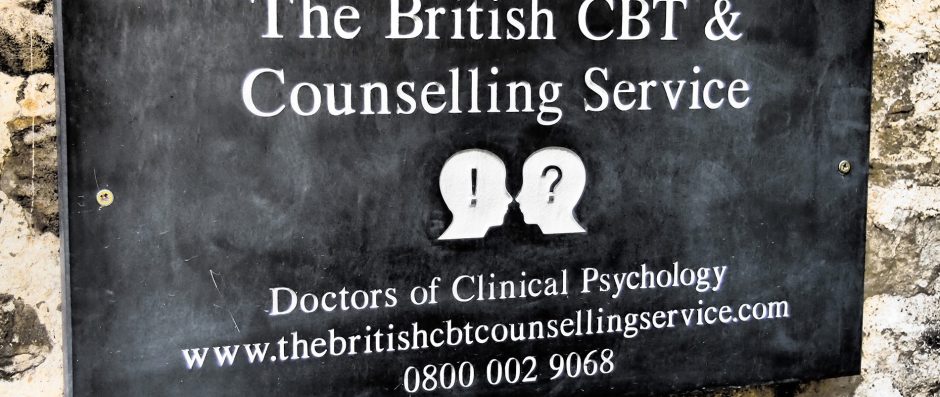 The British CBT &
Counselling Service
! ?
Doctors of Clinical Psychology
www.thebritishcbtcounsellingservice.com
0800 002 9068